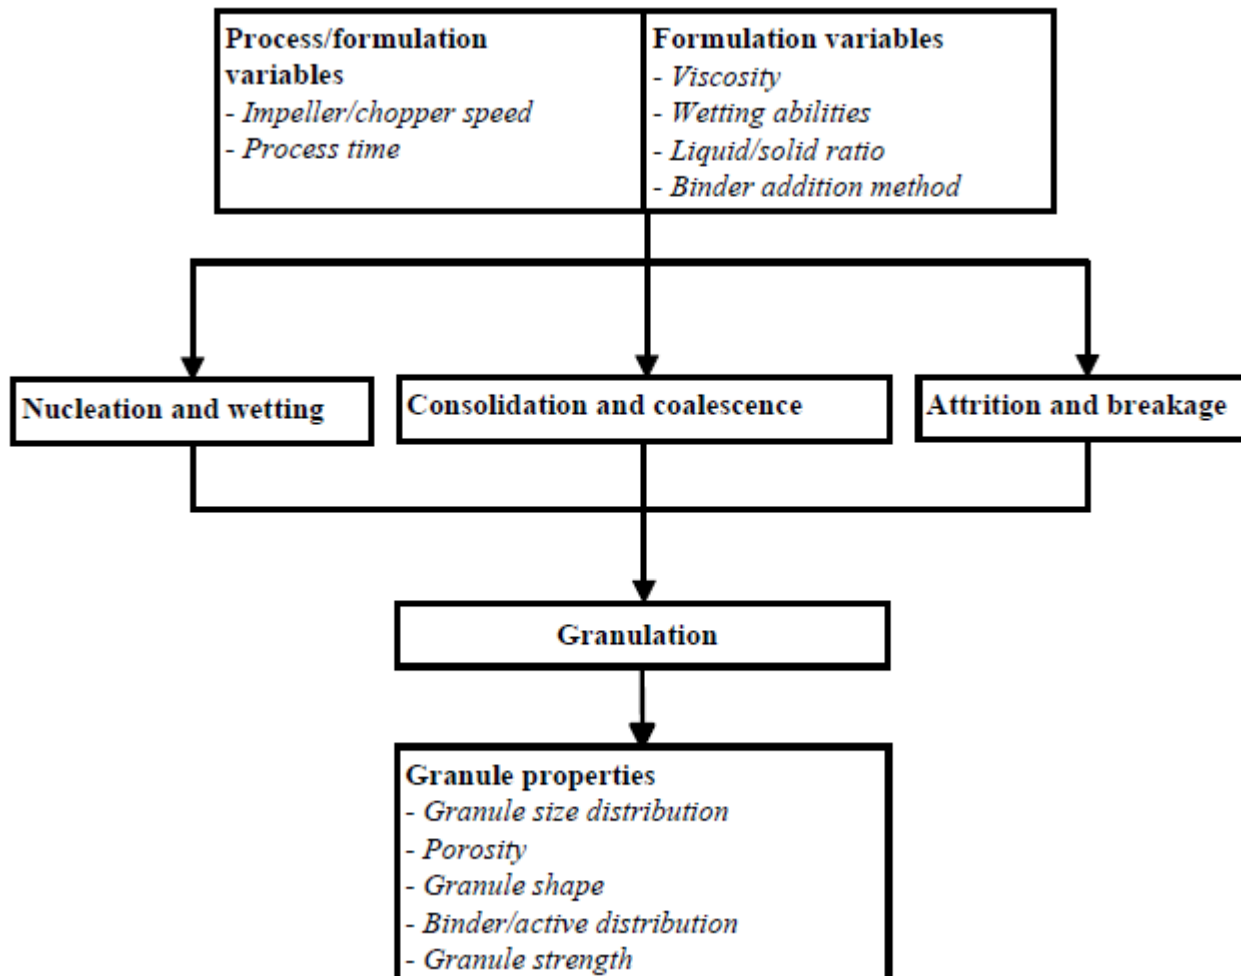 Process/formulation
variables
- Impeller/chopper speed
- Process time
Formulation variables
- Viscosity
- Wetting abilities
- Liquid/solid ratio
- Binder addition method
Nucleation and wetting
Consolidation and coalescence
Attrition and breakage
Granulation
Granule properties
- Granule size distribution
- Porosity
- Granule shape
- Binder/active distribution
- Granule strength